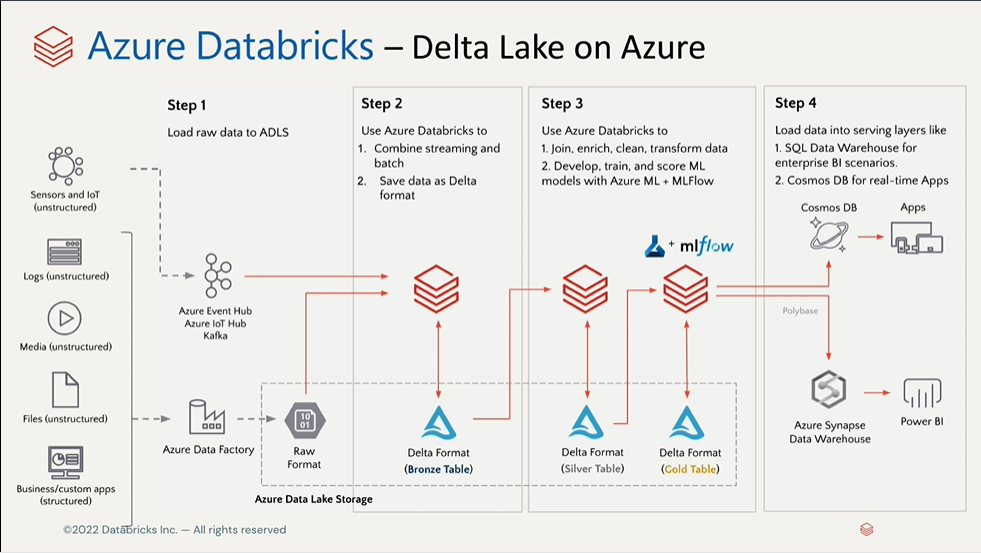 Azure Databricks – Delta Lake on Azure
Step 1
Load raw data to ADLS
Step 2
Use Azure Databricks to
1. Combine streaming and
batch
2. Save data as Delta
format
Step 3
Use Azure Databricks to
1. Join, enrich, clean, transform data
2. Develop, train, and score ML
models with Azure ML + MLFlow
Step 4
Load data into serving layers like
1. SQL Data Warehouse for
enterprise BI scenarios.
2. Cosmos DB for real-time Apps
Sensors and IoT
(unstructured)
Logs (unstructured)
Media (unstructured)
Files (unstructured)
Business/custom apps
(structured)
Azure Event Hub
Azure IoT Hub
Kafka
Azure Data Factory
10
01
Raw
Format
Azure Data Lake Storage
Delta Format
(Bronze Table)
Delta Format
(Silver Table)
+ mlflow
Delta Format
(Gold Table)
Cosmos DB
Apps
Polybase
Azure Synapse
Data Warehouse
Power BI
©2022 Databricks Inc. — All rights reserved